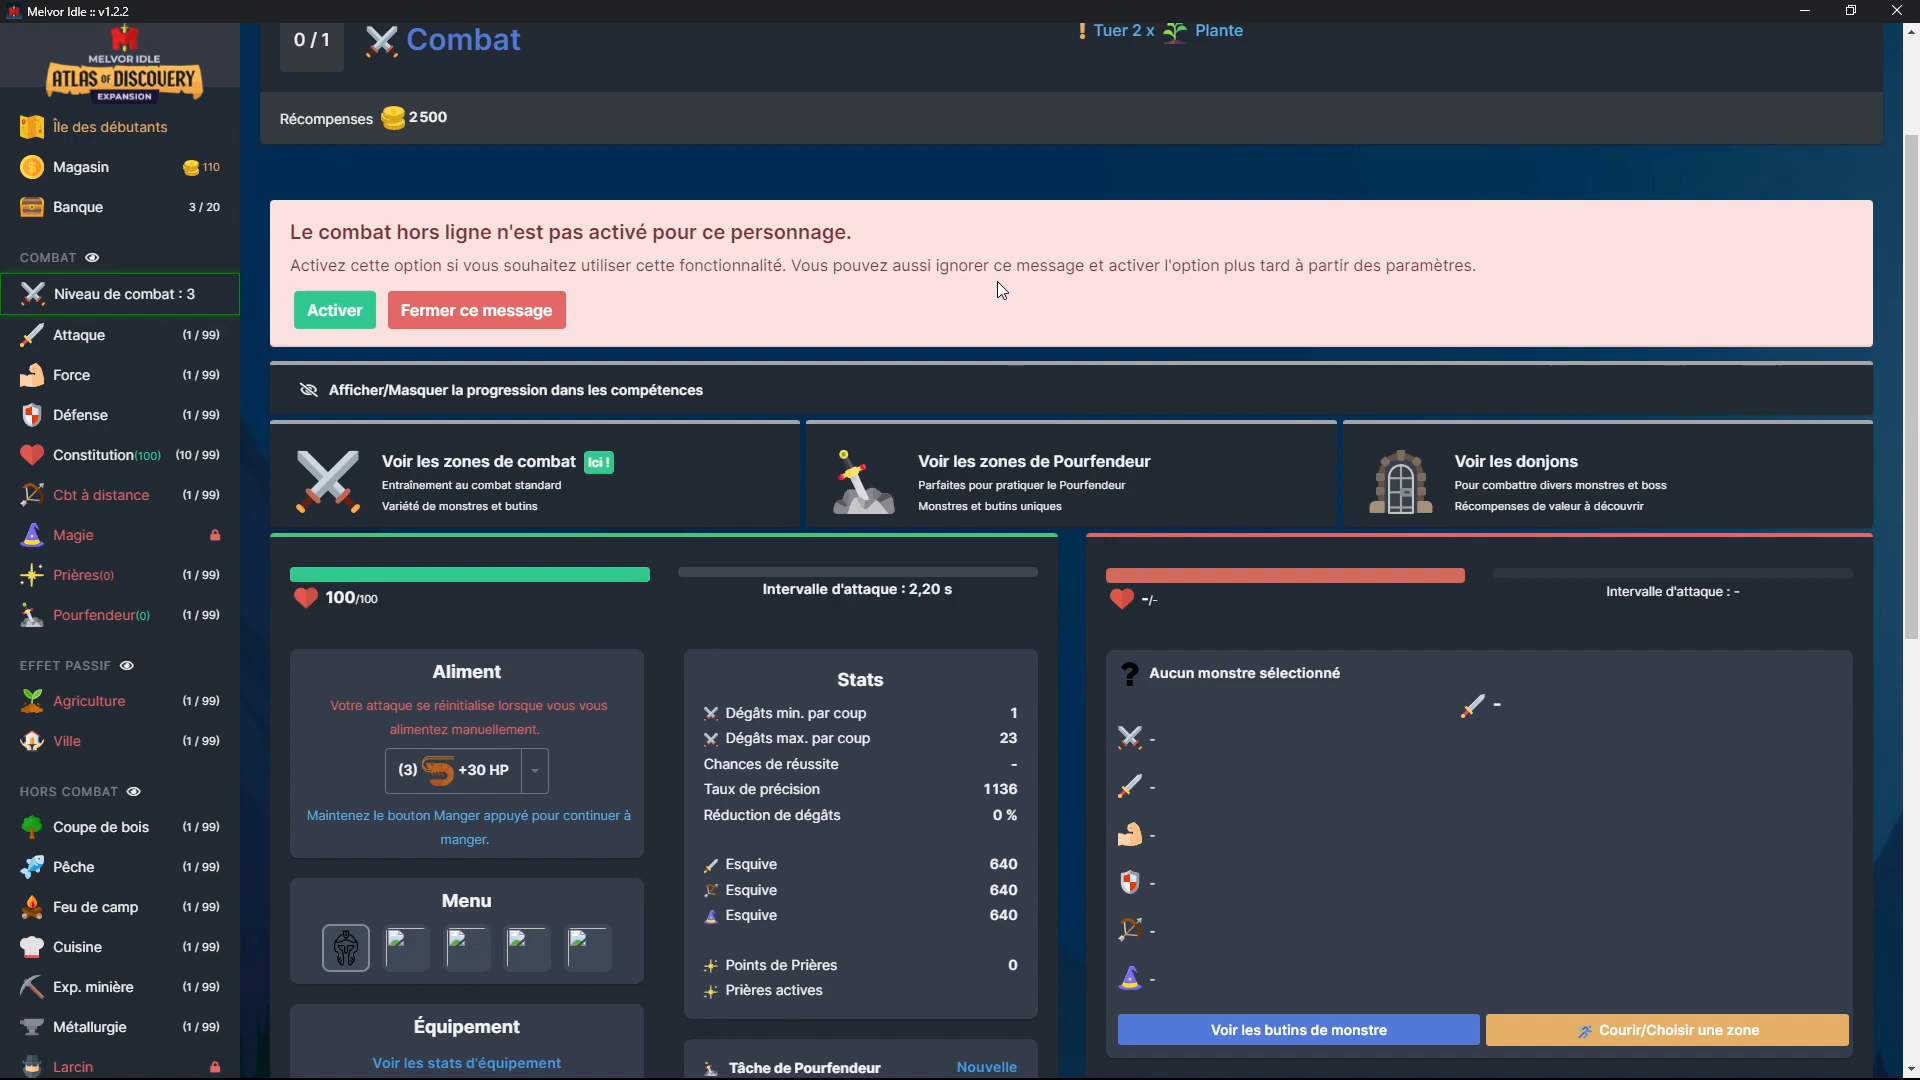 Melvor Idle :: v1.2.2
MELVOR IDLE
ATLAS OF DISCOVERY
EXPANSION
Île des débutants
Magasin 110
Banque 3 / 20
COMBAT
Niveau de combat : 3
Attaque (1 / 99)
Force (1 / 99)
Défense (1 / 99)
Constitution(100) (10 / 99)
Cbt à distance (1 / 99)
Magie
Prières(0) (1 / 99)
Pourfendeur(0) (1 / 99)
EFFET PASSIF
Agriculture (1 / 99)
Ville (1 / 99)
HORS COMBAT
Coupe de bois (1 / 99)
Pêche (1 / 99)
Feu de camp (1 / 99)
Cuisine (1 / 99)
Exp. minière (1 / 99)
Métallurgie (1 / 99)
Larcin
0 / 1 Combat
Tuer 2 x Plante
Récompenses 2 500
Le combat hors ligne n'est pas activé pour ce personnage.
Activez cette option si vous souhaitez utiliser cette fonctionnalité. Vous pouvez aussi ignorer ce message et activer l'option plus tard à partir des paramètres.
Activer Fermer ce message
Afficher/Masquer la progression dans les compétences
Voir les zones de combat Ici !
Entraînement au combat standard
Variété de monstres et butins
Voir les zones de Pourfendeur
Parfaites pour pratiquer le Pourfendeur
Monstres et butins uniques
Voir les donjons
Pour combattre divers monstres et boss
Récompenses de valeur à découvrir
100/100
Intervalle d'attaque : 2,20 s
Aliment
Votre attaque se réinitialise lorsque vous vous
alimentez manuellement.
(3) +30 HP
Maintenez le bouton Manger appuyé pour continuer à
manger.
Menu
Équipement
Voir les stats d'équipement
Stats
Dégâts min. par coup 1
Dégâts max. par coup 23
Chances de réussite -
Taux de précision 1136
Réduction de dégâts 0 %
Esquive 640
Esquive 640
Esquive 640
Points de Prières 0
Prières actives
Tâche de Pourfendeur Nouvelle
-/-
Intervalle d'attaque : -
? Aucun monstre sélectionné
-
-
-
-
-
-
-
Voir les butins de monstre
Courir/Choisir une zone